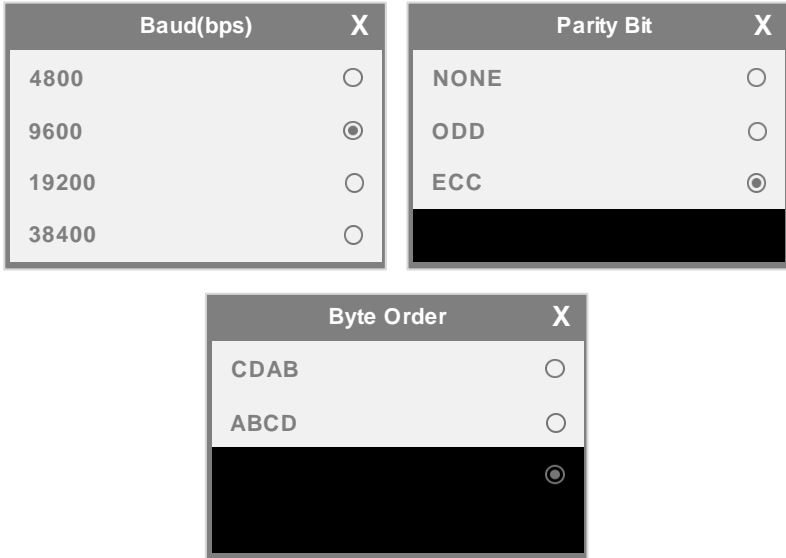 Baud(bps) X
4800
9600
19200
38400
Parity Bit X
NONE
ODD
ECC
Byte Order X
CDAB
ABCD